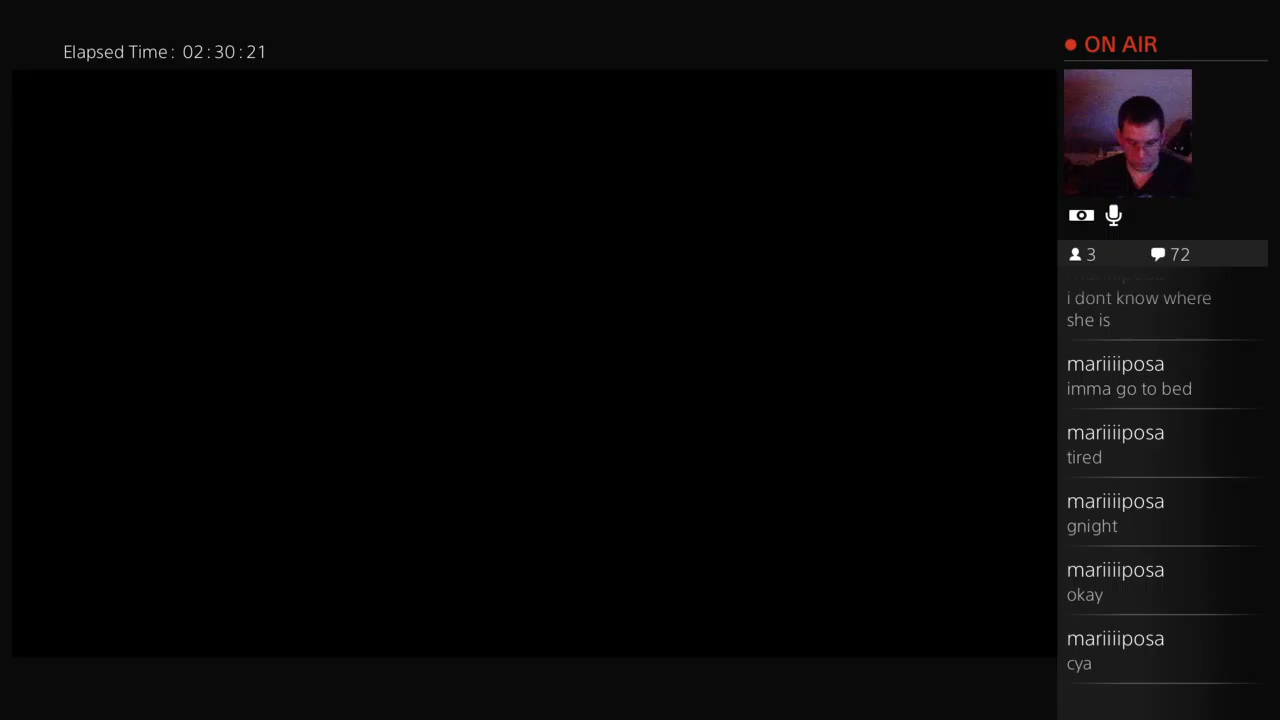 Elapsed Time: 02:30:21
ON AIR
3 72
i dont know where
she is
mariiiiposa
imma go to bed
mariiiiposa
tired
mariiiiposa
gnight
mariiiiposa
okay
mariiiiposa
cya